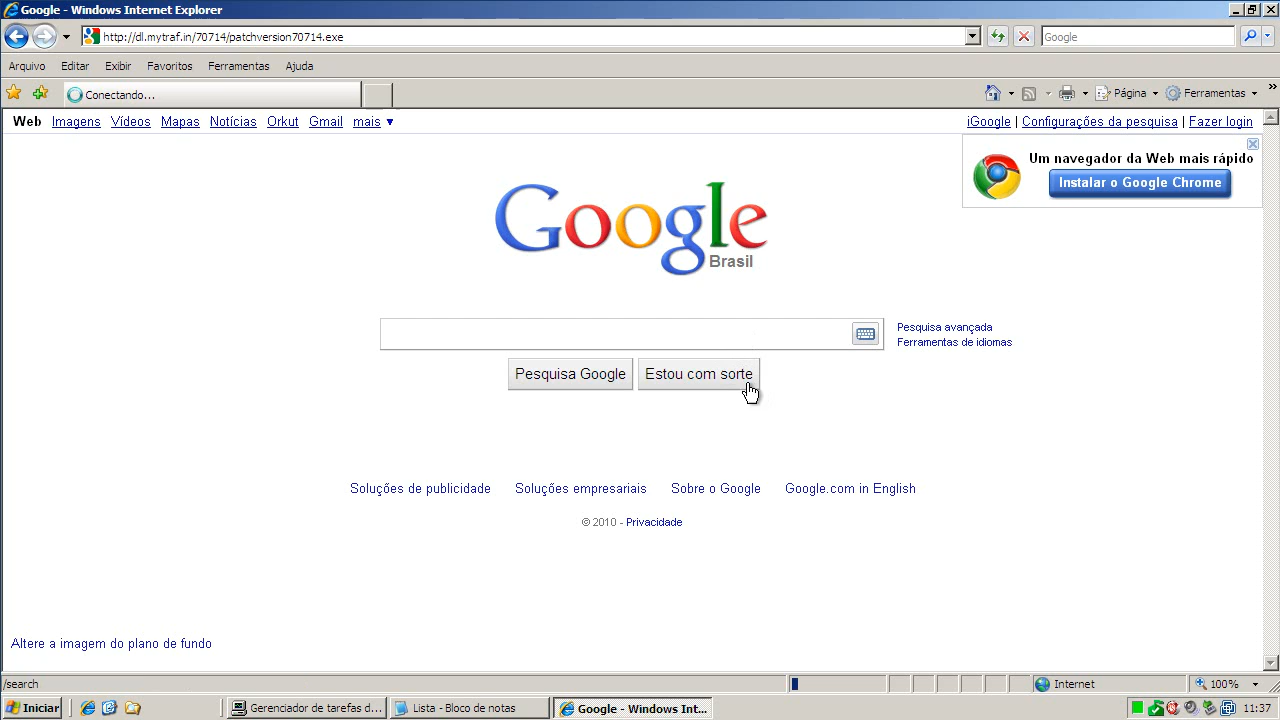 Google - Windows Internet Explorer
http://dl.mytraf.in/70714/patchversion70714.exe
Google
Arquivo Editar Exibir Favoritos Ferramentas Ajuda
Conectando...
Página Ferramentas
Web Imagens Vídeos Mapas Notícias Orkut Gmail mais ▼
iGoogle | Configurações da pesquisa | Fazer login
Um navegador da Web mais rápido
Instalar o Google Chrome
Google
Brasil
Pesquisa avançada
Ferramentas de idiomas
Pesquisa Google Estou com sorte
Soluções de publicidade Soluções empresariais Sobre o Google Google.com in English
© 2010 - Privacidade
Altere a imagem do plano de fundo
/search
Internet
100%
Iniciar
Gerenciador de tarefas d...
Lista - Bloco de notas
Google - Windows Int...
11:37